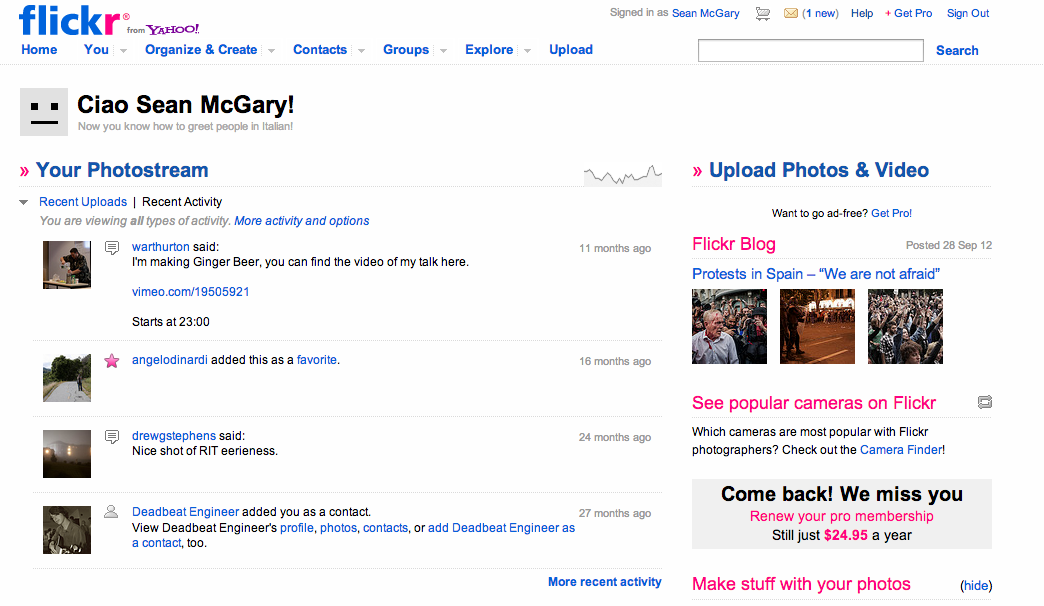 flickr® from YAHOO!
Signed in as Sean McGary (1 new) Help + Get Pro Sign Out
Home You Organize & Create Contacts Groups Explore Upload Search
Ciao Sean McGary!
Now you know how to greet people in Italian!
» Your Photostream
Recent Uploads | Recent Activity
You are viewing all types of activity. More activity and options
warthurton said: 11 months ago
I'm making Ginger Beer, you can find the video of my talk here.
vimeo.com/19505921
Starts at 23:00
angelodinardi added this as a favorite. 16 months ago
drewgstephens said: 24 months ago
Nice shot of RIT eerieness.
Deadbeat Engineer added you as a contact. 27 months ago
View Deadbeat Engineer's profile, photos, contacts, or add Deadbeat Engineer as
a contact, too.
More recent activity
» Upload Photos & Video
Want to go ad-free? Get Pro!
Flickr Blog Posted 28 Sep 12
Protests in Spain – “We are not afraid”
See popular cameras on Flickr
Which cameras are most popular with Flickr
photographers? Check out the Camera Finder!
Come back! We miss you
Renew your pro membership
Still just $24.95 a year
Make stuff with your photos (hide)